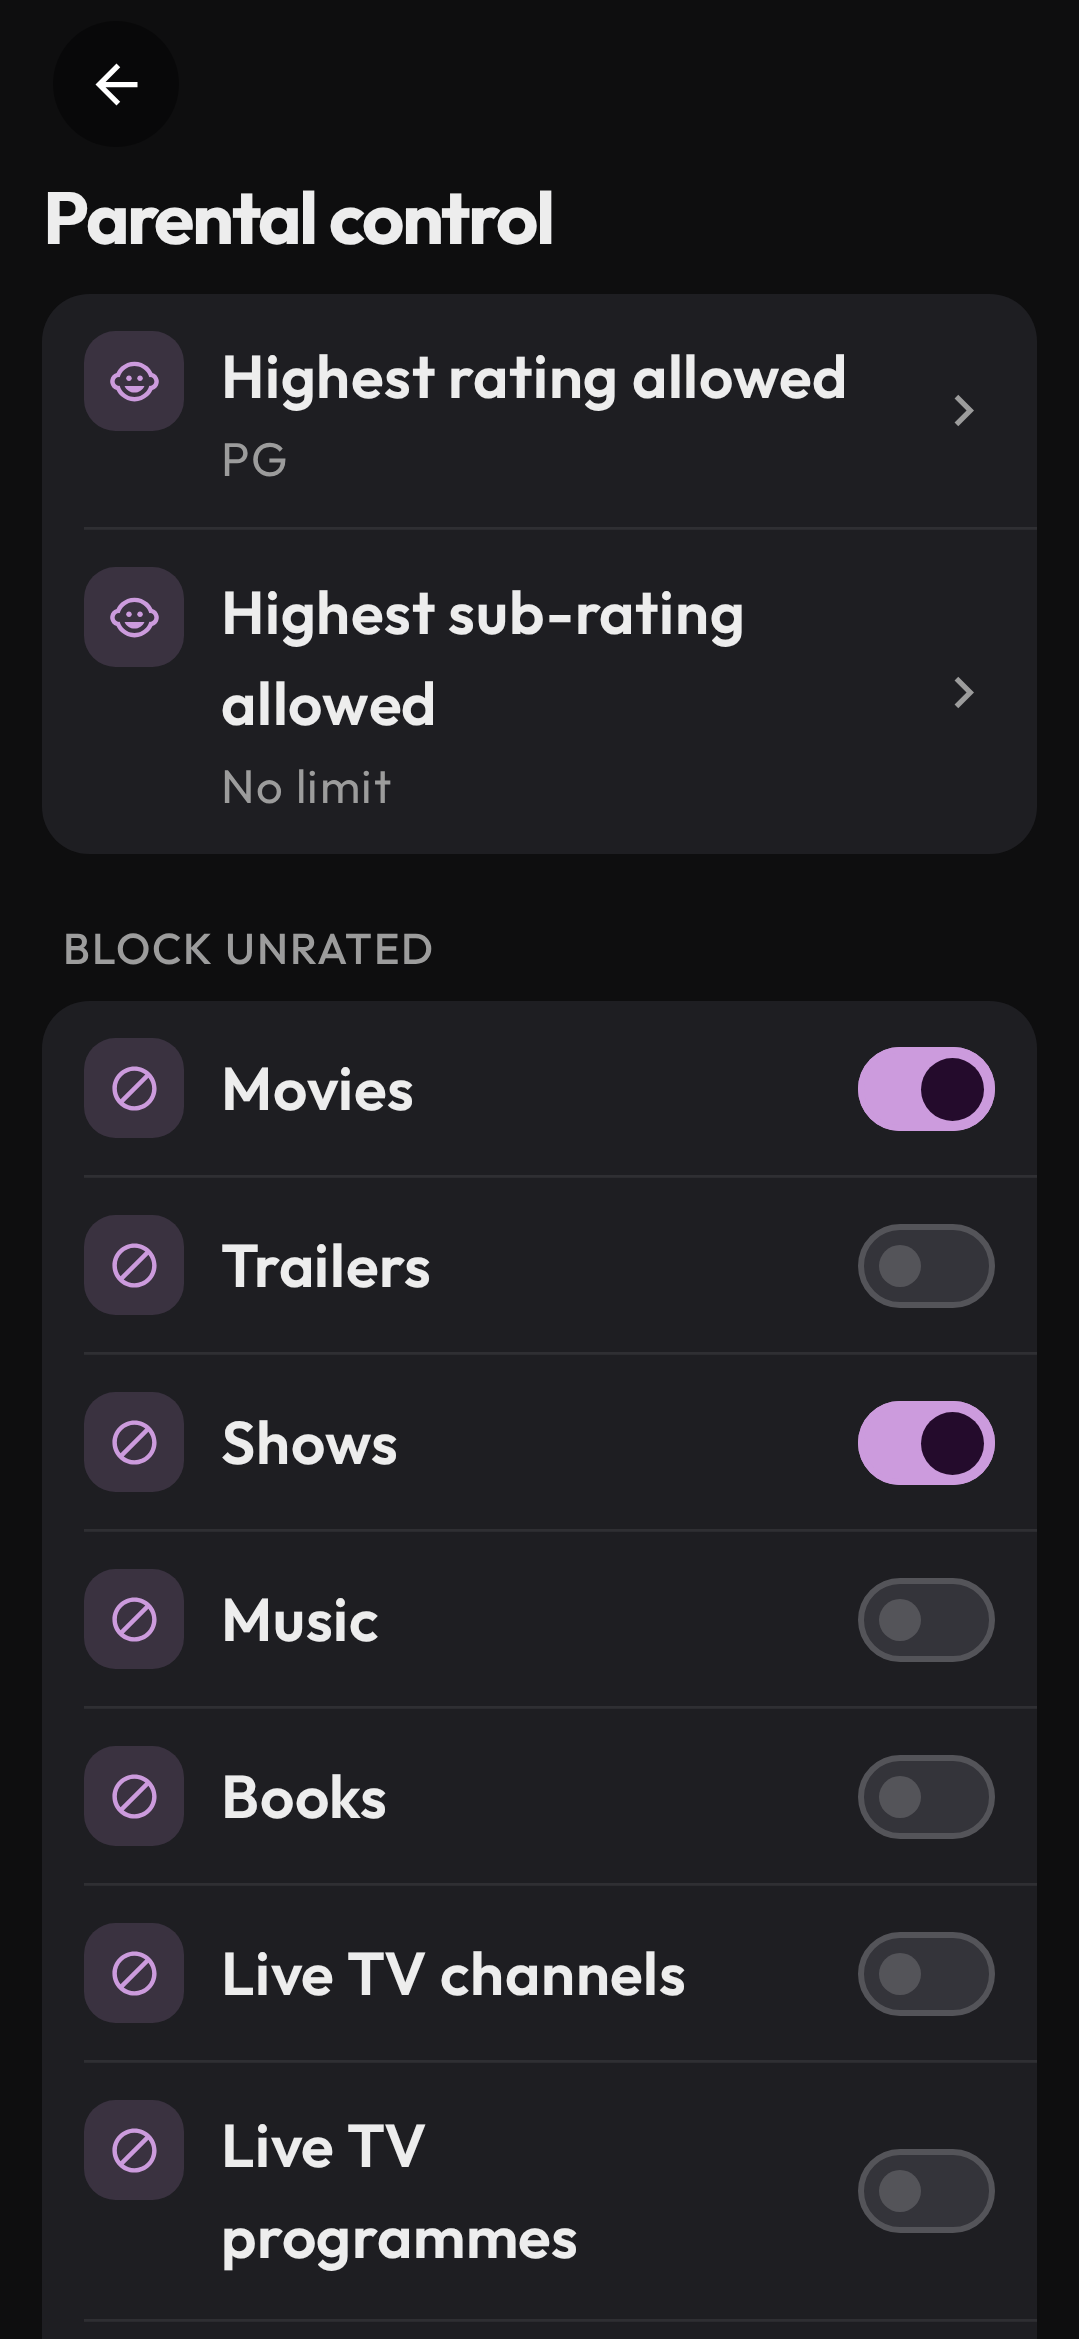 Parental control
Highest rating allowed
PG
Highest sub-rating
allowed
No limit
BLOCK UNRATED
Movies
Trailers
Shows
Music
Books
Live TV channels
Live TV
programmes